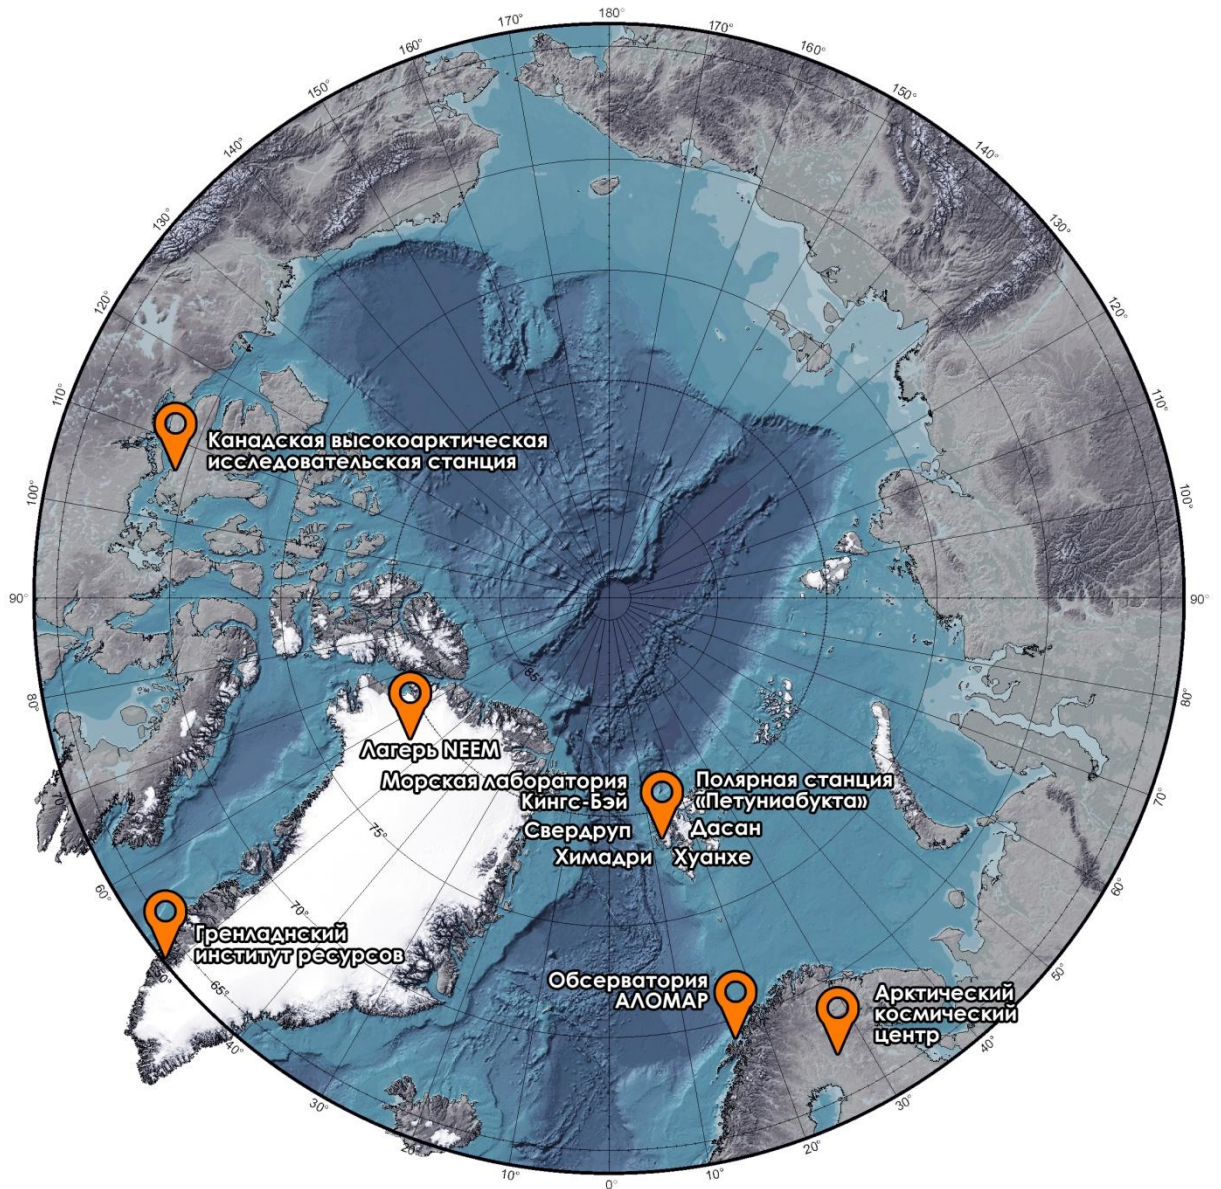 180°
170°
170°
160°
160°
150°
150°
140°
140°
130°
130°
120°
120°
110°
110°
Канадская высокоарктическая
исследовательская станция
100°
100°
90°
90°
85°
80°
80°
Лагерь NEEM
Морская лаборатория
Кингс-Бэй
Полярная станция
«Петуниабукта»
Свердруп
Дасан
Химадри
Хуанхе
70°
70°
75°
60°
60°
70°
Гренладнский
институт ресурсов
50°
65°
50°
Обсерватория
АЛОМАР
Арктический
космический
центр
40°
40°
30°
30°
20°
20°
10°
10°
0°